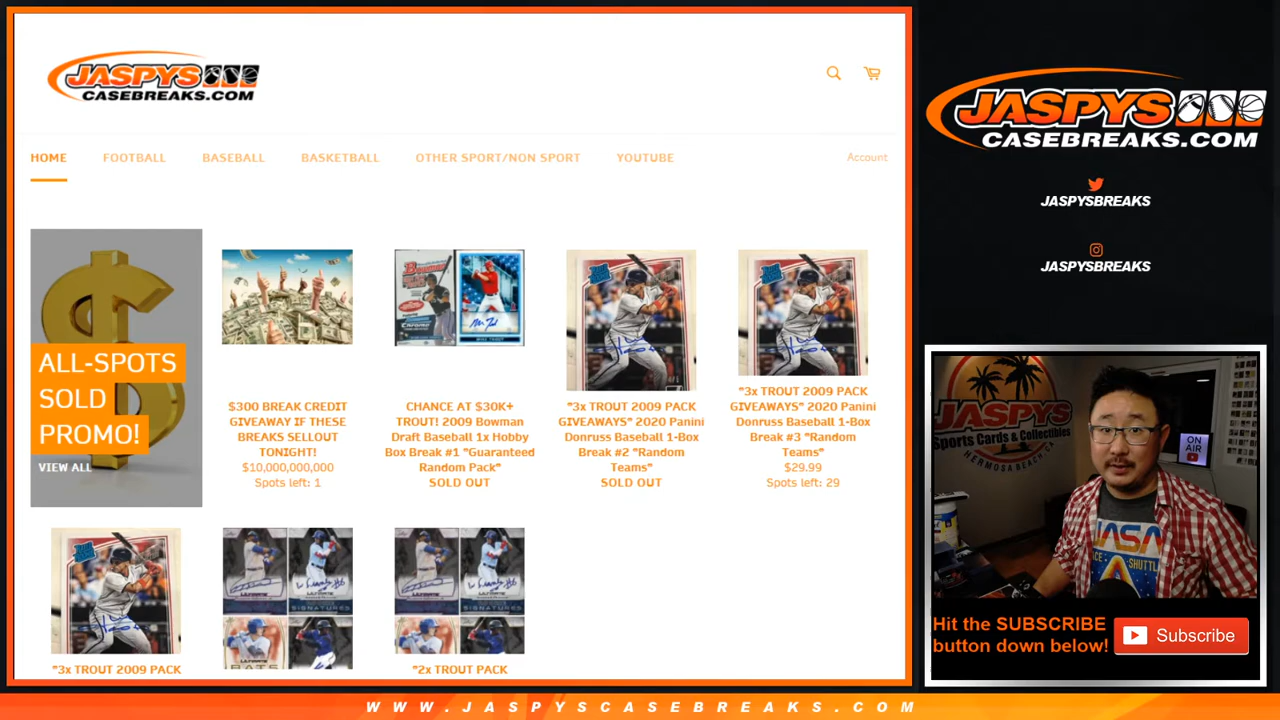 JASPYS
CASEBREAKS.COM
HOME
FOOTBALL
BASEBALL
BASKETBALL
OTHER SPORT/NON SPORT
YOUTUBE
Account
ALL-SPOTS
SOLD
PROMO!
VIEW ALL
$300 BREAK CREDIT
GIVEAWAY IF THESE
BREAKS SELLOUT
TONIGHT!
$10,000,000,000
Spots left: 1
CHANCE AT $30K+
TROUT! 2009 Bowman
Draft Baseball 1x Hobby
Box Break #1 "Guaranteed
Random Pack"
SOLD OUT
"3x TROUT 2009 PACK
GIVEAWAYS" 2020 Panini
Donruss Baseball 1-Box
Break #2 "Random
Teams"
SOLD OUT
"3x TROUT 2009 PACK
GIVEAWAYS" 2020 Panini
Donruss Baseball 1-Box
Break #3 "Random
Teams"
$29.99
Spots left: 29
"3x TROUT 2009 PACK
SIGNATURES
SIGNATURES
"2x TROUT PACK
JASPYS
CASEBREAKS.COM
JASPYSBREAKS
JASPYSBREAKS
JASPYS
Sports Cards & Collectibles
HERMOSA BEACH, CA
ON
AIR
NASA
SHUTTLE
Hit the SUBSCRIBE
button down below!
Subscribe
WWW.JASPYSCASEBREAKS.COM